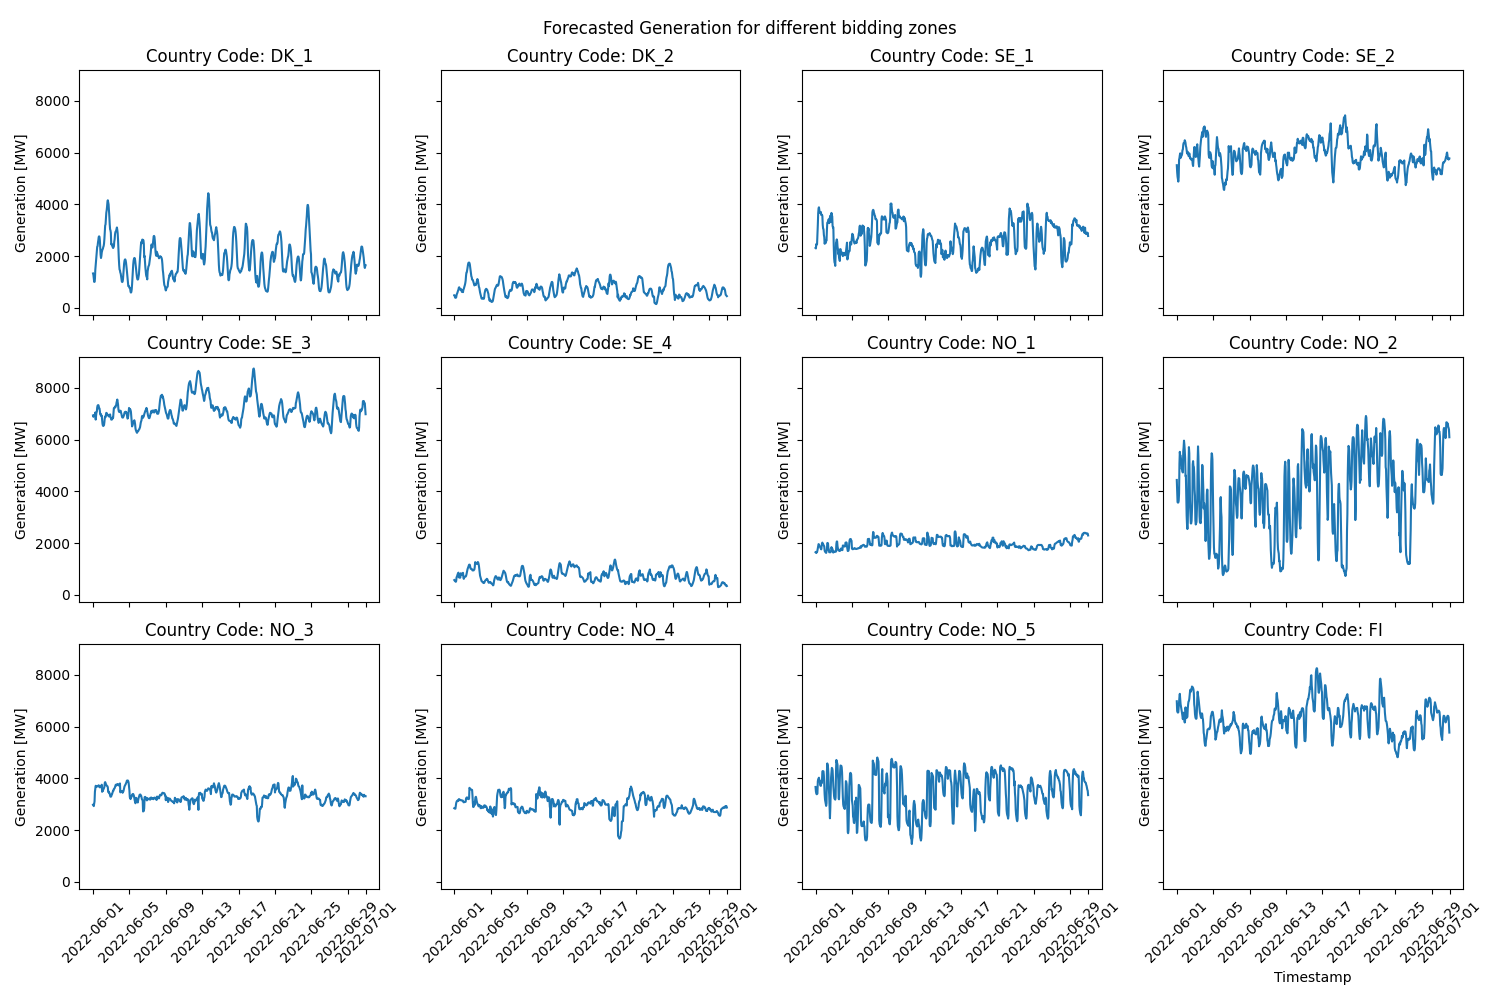 Forecasted Generation for different bidding zones
Country Code: DK_1
Country Code: DK_2
Country Code: SE_1
Country Code: SE_2
Generation [MW]
8000
6000
4000
2000
0
Generation [MW]
Generation [MW]
Generation [MW]
Country Code: SE_3
Country Code: SE_4
Country Code: NO_1
Country Code: NO_2
Generation [MW]
8000
6000
4000
2000
0
Generation [MW]
Generation [MW]
Generation [MW]
Country Code: NO_3
Country Code: NO_4
Country Code: NO_5
Country Code: FI
Generation [MW]
8000
6000
4000
2000
0
Generation [MW]
Generation [MW]
Generation [MW]
2022-06-01
2022-06-05
2022-06-09
2022-06-13
2022-06-17
2022-06-21
2022-06-25
2022-06-29
2022-07-01
2022-06-01
2022-06-05
2022-06-09
2022-06-13
2022-06-17
2022-06-21
2022-06-25
2022-06-29
2022-07-01
2022-06-01
2022-06-05
2022-06-09
2022-06-13
2022-06-17
2022-06-21
2022-06-25
2022-06-29
2022-07-01
2022-06-01
2022-06-05
2022-06-09
2022-06-13
2022-06-17
2022-06-21
2022-06-25
2022-06-29
2022-07-01
Timestamp